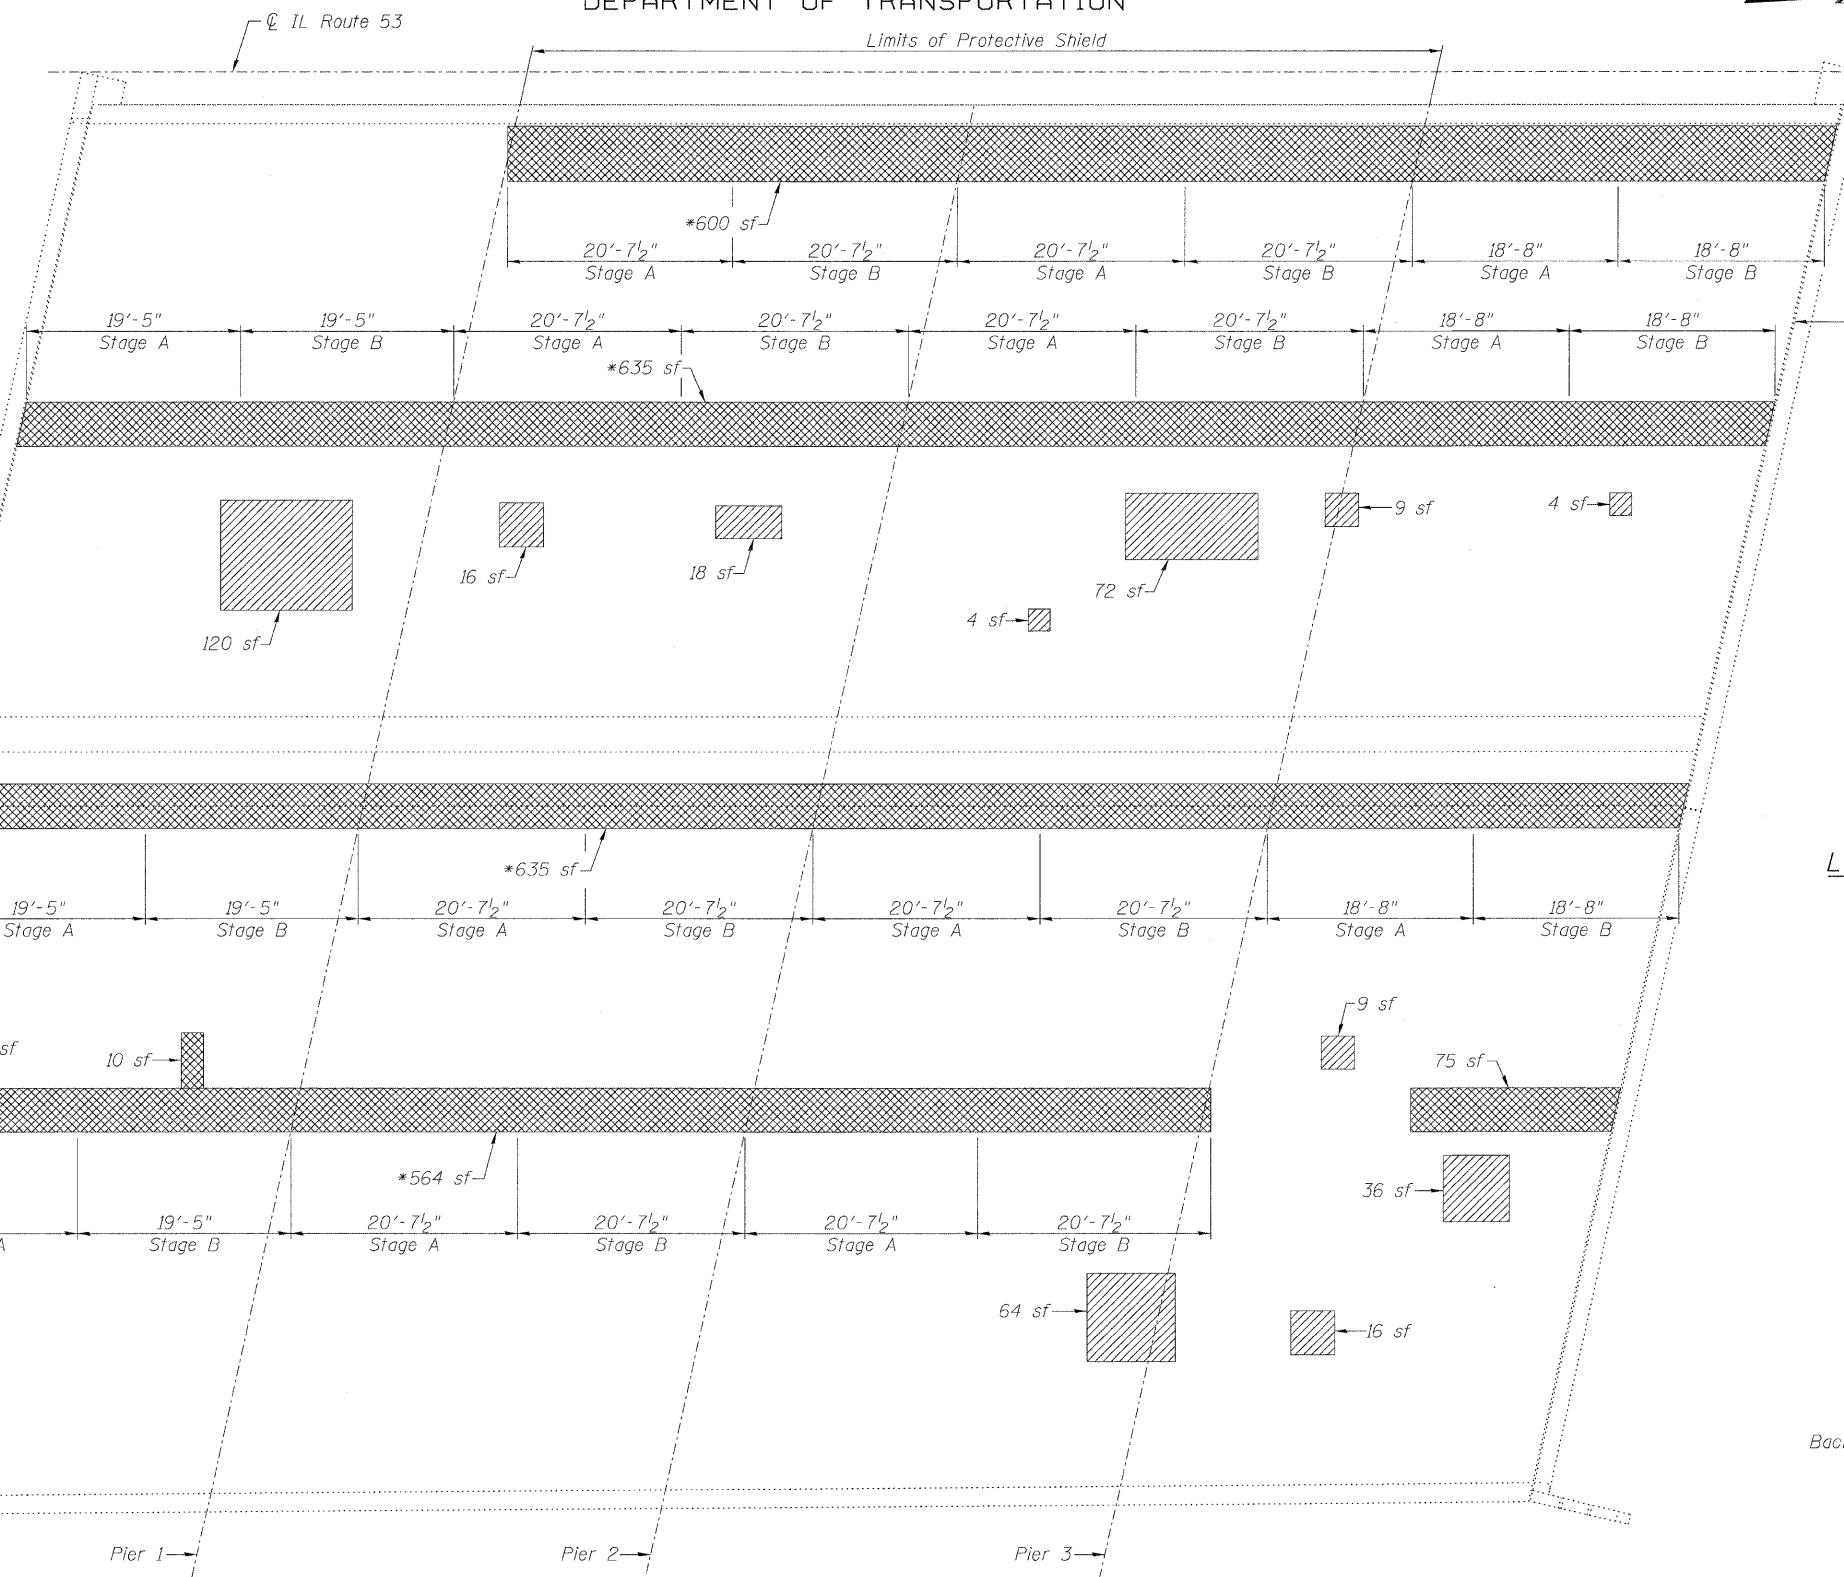 DEPARTMENT OF TRANSPORTATION
℄ IL Route 53
Limits of Protective Shield
*600 sf
20'-7½" 20'-7½" 20'-7½" 20'-7½" 18'-8" 18'-8"
Stage A Stage B Stage A Stage B Stage A Stage B
19'-5" 19'-5" 20'-7½" 20'-7½" 20'-7½" 20'-7½" 18'-8" 18'-8"
Stage A Stage B Stage A Stage B Stage A Stage B Stage A Stage B
*635 sf
9 sf
4 sf
16 sf
18 sf
72 sf
4 sf
120 sf
L
*635 sf
19'-5" 19'-5" 20'-7½" 20'-7½" 20'-7½" 20'-7½" 18'-8" 18'-8"
Stage A Stage B Stage A Stage B Stage A Stage B Stage A Stage B
9 sf
sf
10 sf
75 sf
*564 sf
36 sf
19'-5" 20'-7½" 20'-7½" 20'-7½" 20'-7½"
A Stage B Stage A Stage B Stage A Stage B
64 sf
16 sf
Bac
Pier 1
Pier 2
Pier 3